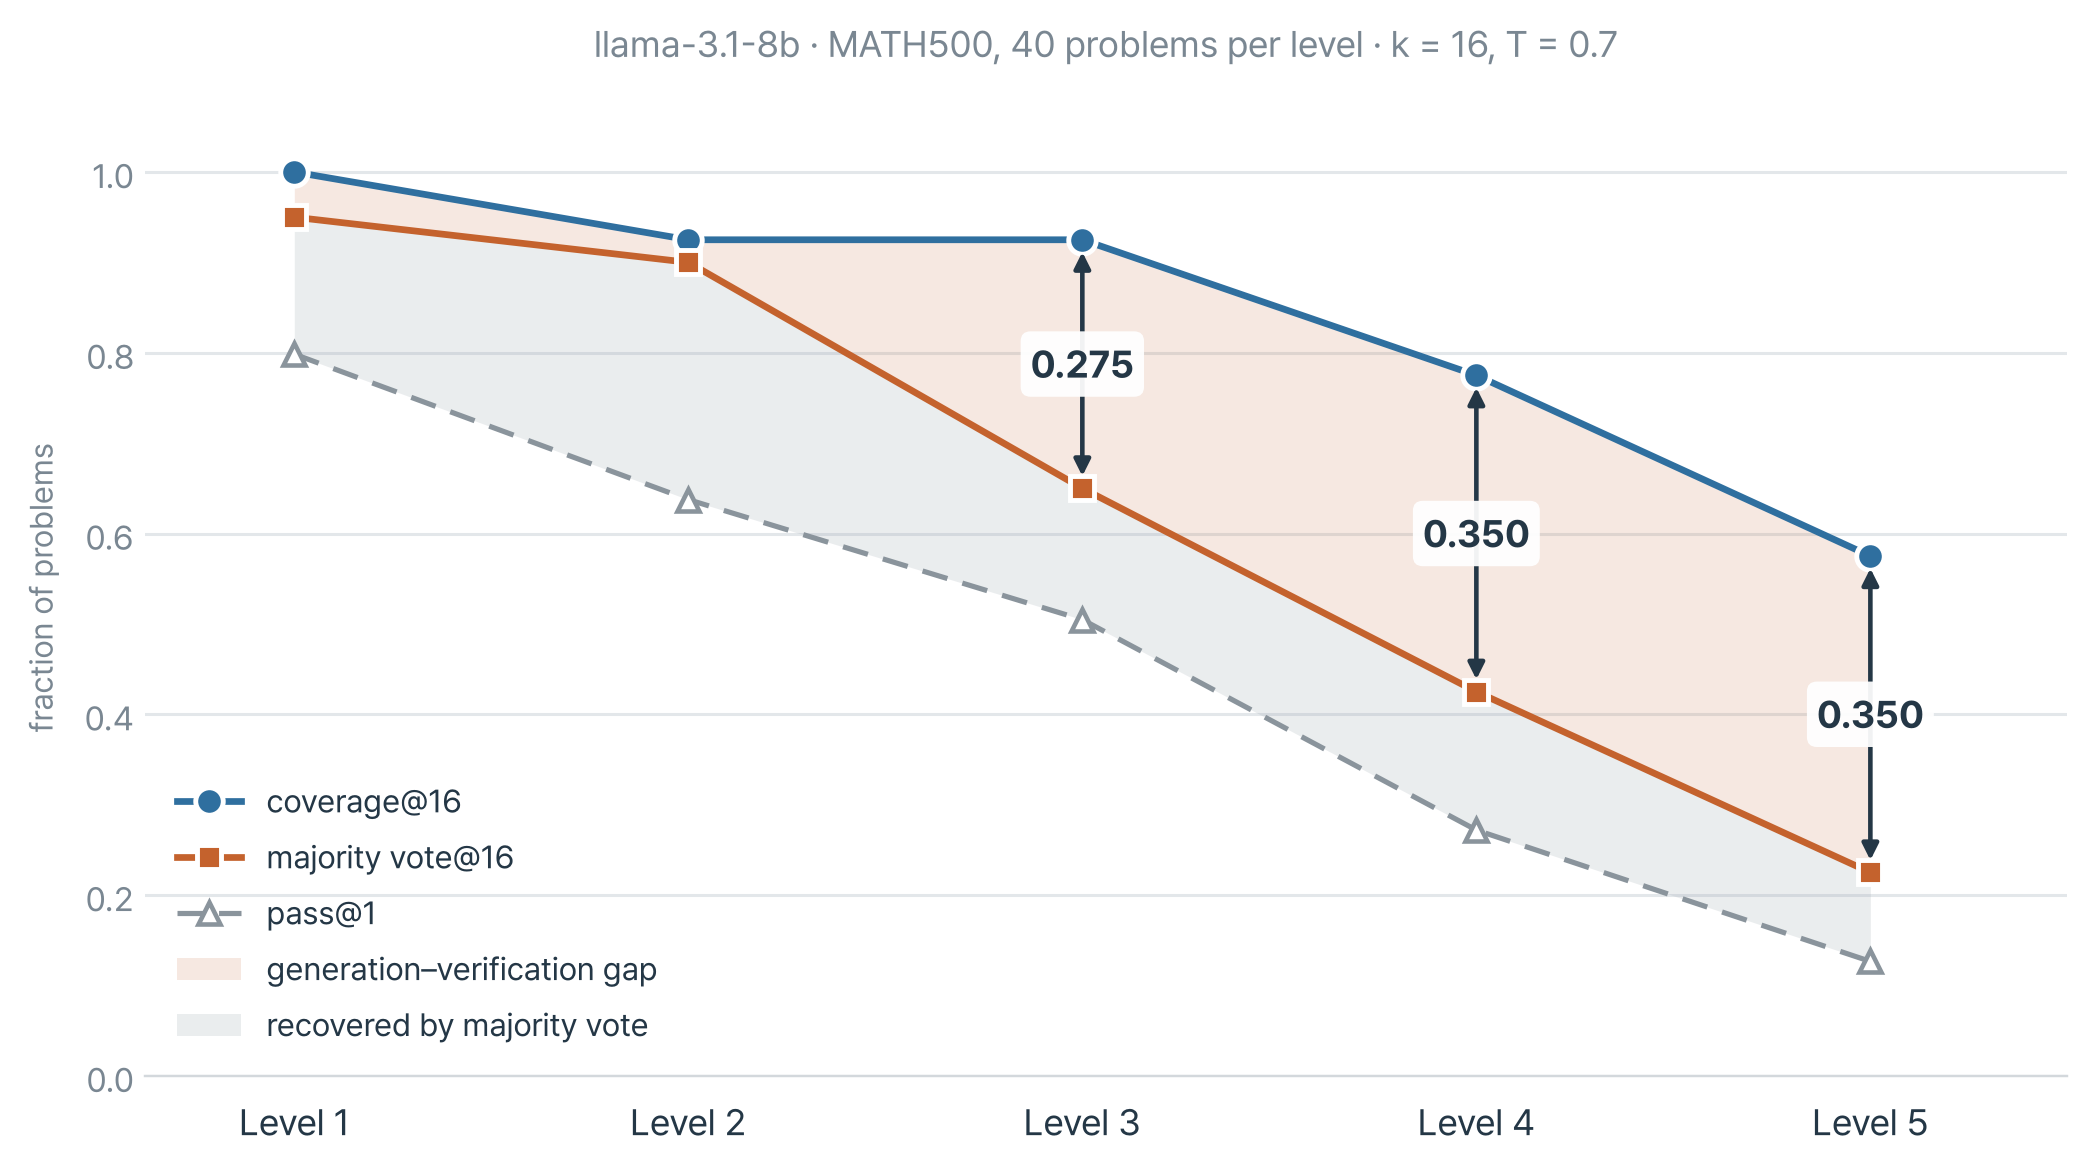 llama-3.1-8b · MATH500, 40 problems per level · k = 16, T = 0.7
fraction of problems
1.0
0.8
0.6
0.4
0.2
0.0
0.275
0.350
0.350
coverage@16
majority vote@16
pass@1
generation–verification gap
recovered by majority vote
Level 1
Level 2
Level 3
Level 4
Level 5